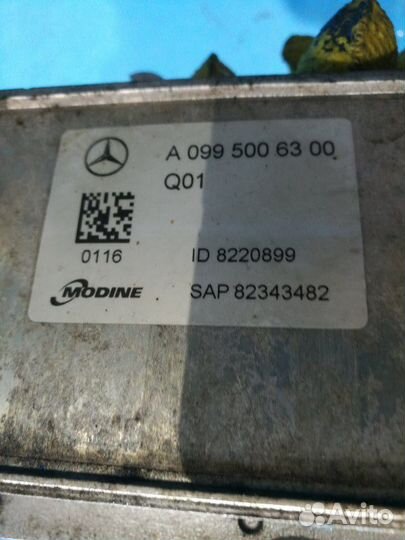 A 099 500 63 00
Q01
0116
ID 8220899
MODINE
SAP 82343482
Avito